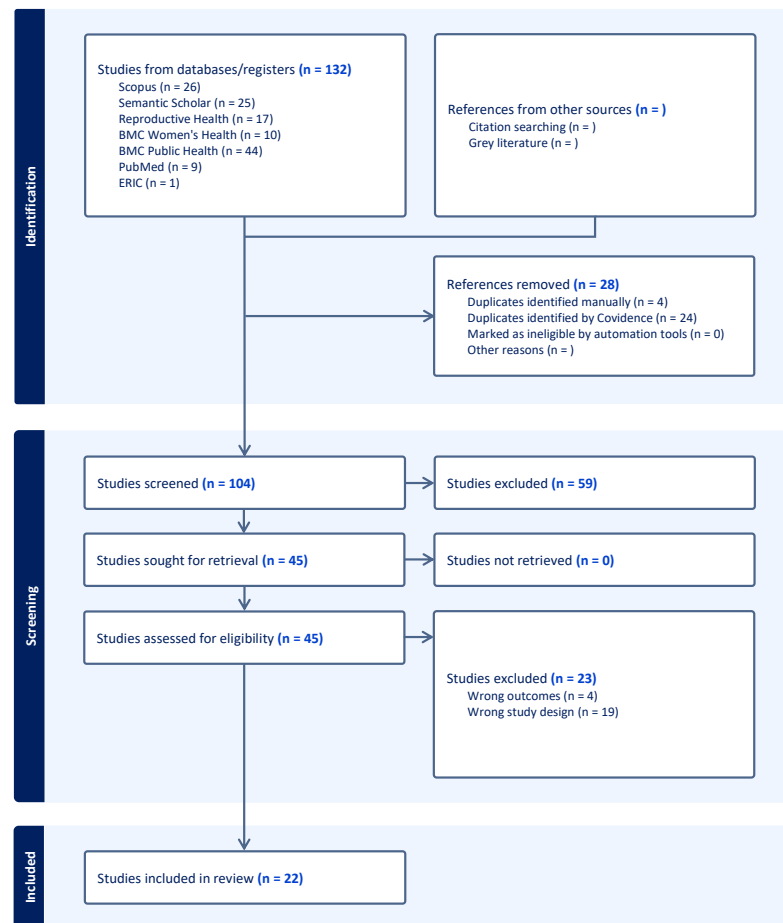 Identification
Studies from databases/registers (n = 132)
Scopus (n = 26)
Semantic Scholar (n = 25)
Reproductive Health (n = 17)
BMC Women's Health (n = 10)
BMC Public Health (n = 44)
PubMed (n = 9)
ERIC (n = 1)
References from other sources (n = )
Citation searching (n = )
Grey literature (n = )
References removed (n = 28)
Duplicates identified manually (n = 4)
Duplicates identified by Covidence (n = 24)
Marked as ineligible by automation tools (n = 0)
Other reasons (n = )
Screening
Studies screened (n = 104)
Studies excluded (n = 59)
Studies sought for retrieval (n = 45)
Studies not retrieved (n = 0)
Studies assessed for eligibility (n = 45)
Studies excluded (n = 23)
Wrong outcomes (n = 4)
Wrong study design (n = 19)
Included
Studies included in review (n = 22)